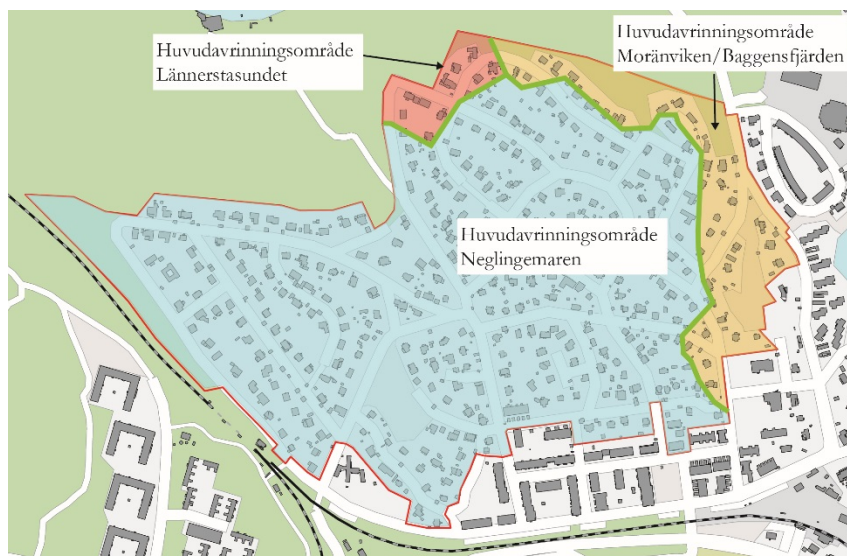 Huvudavrinningsområde
Lännerstasundet
Huvudavrinningsområde
Moränviken/Baggensfjärden
Huvudavrinningsområde
Neglingemaren